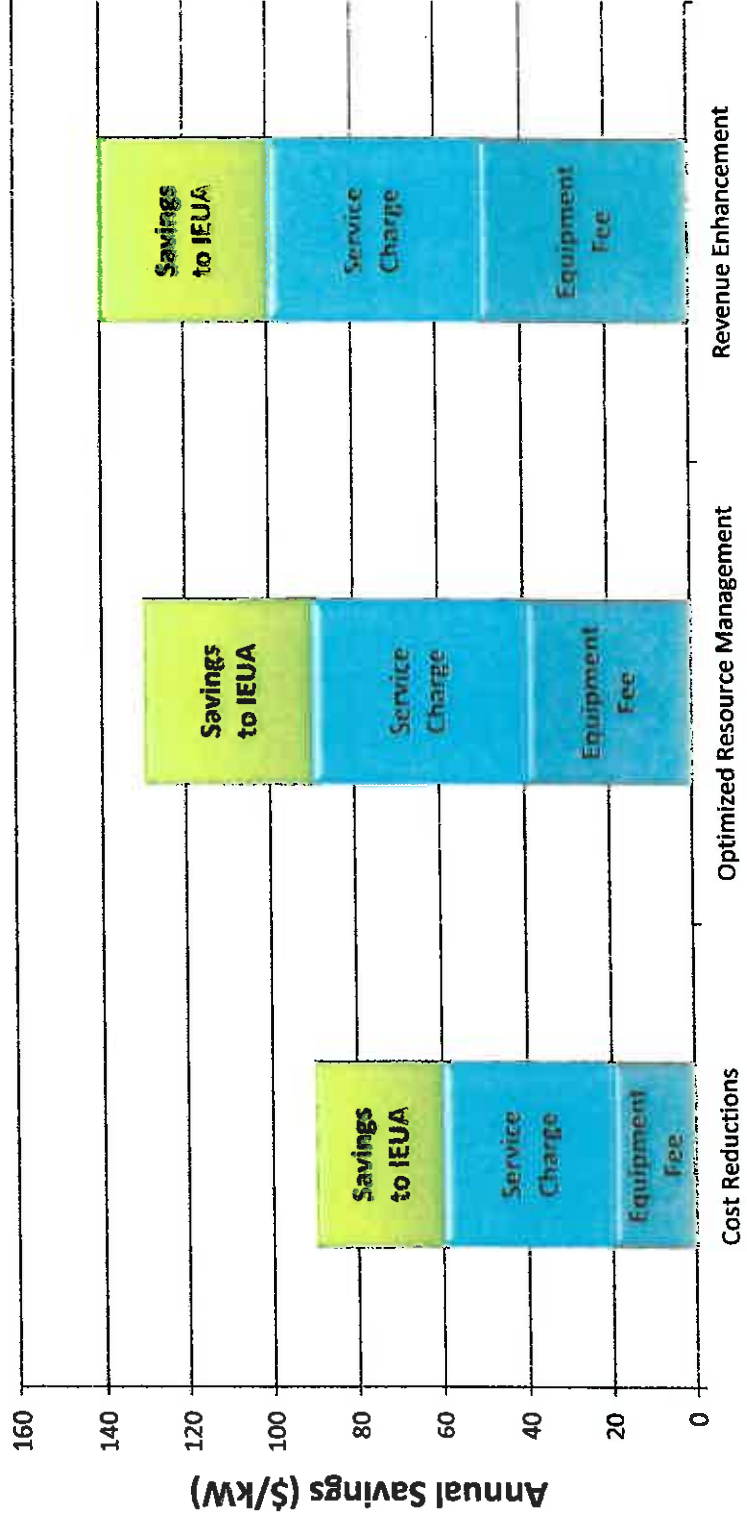 Annual Savings ($/kW)
160
140
120
100
80
60
40
20
0
Savings
to IEUA
Service
Charge
Equipment
Fee
Cost Reductions
Savings
to IEUA
Service
Charge
Equipment
Fee
Optimized Resource Management
Savings
to IEUA
Service
Charge
Equipment
Fee
Revenue Enhancement